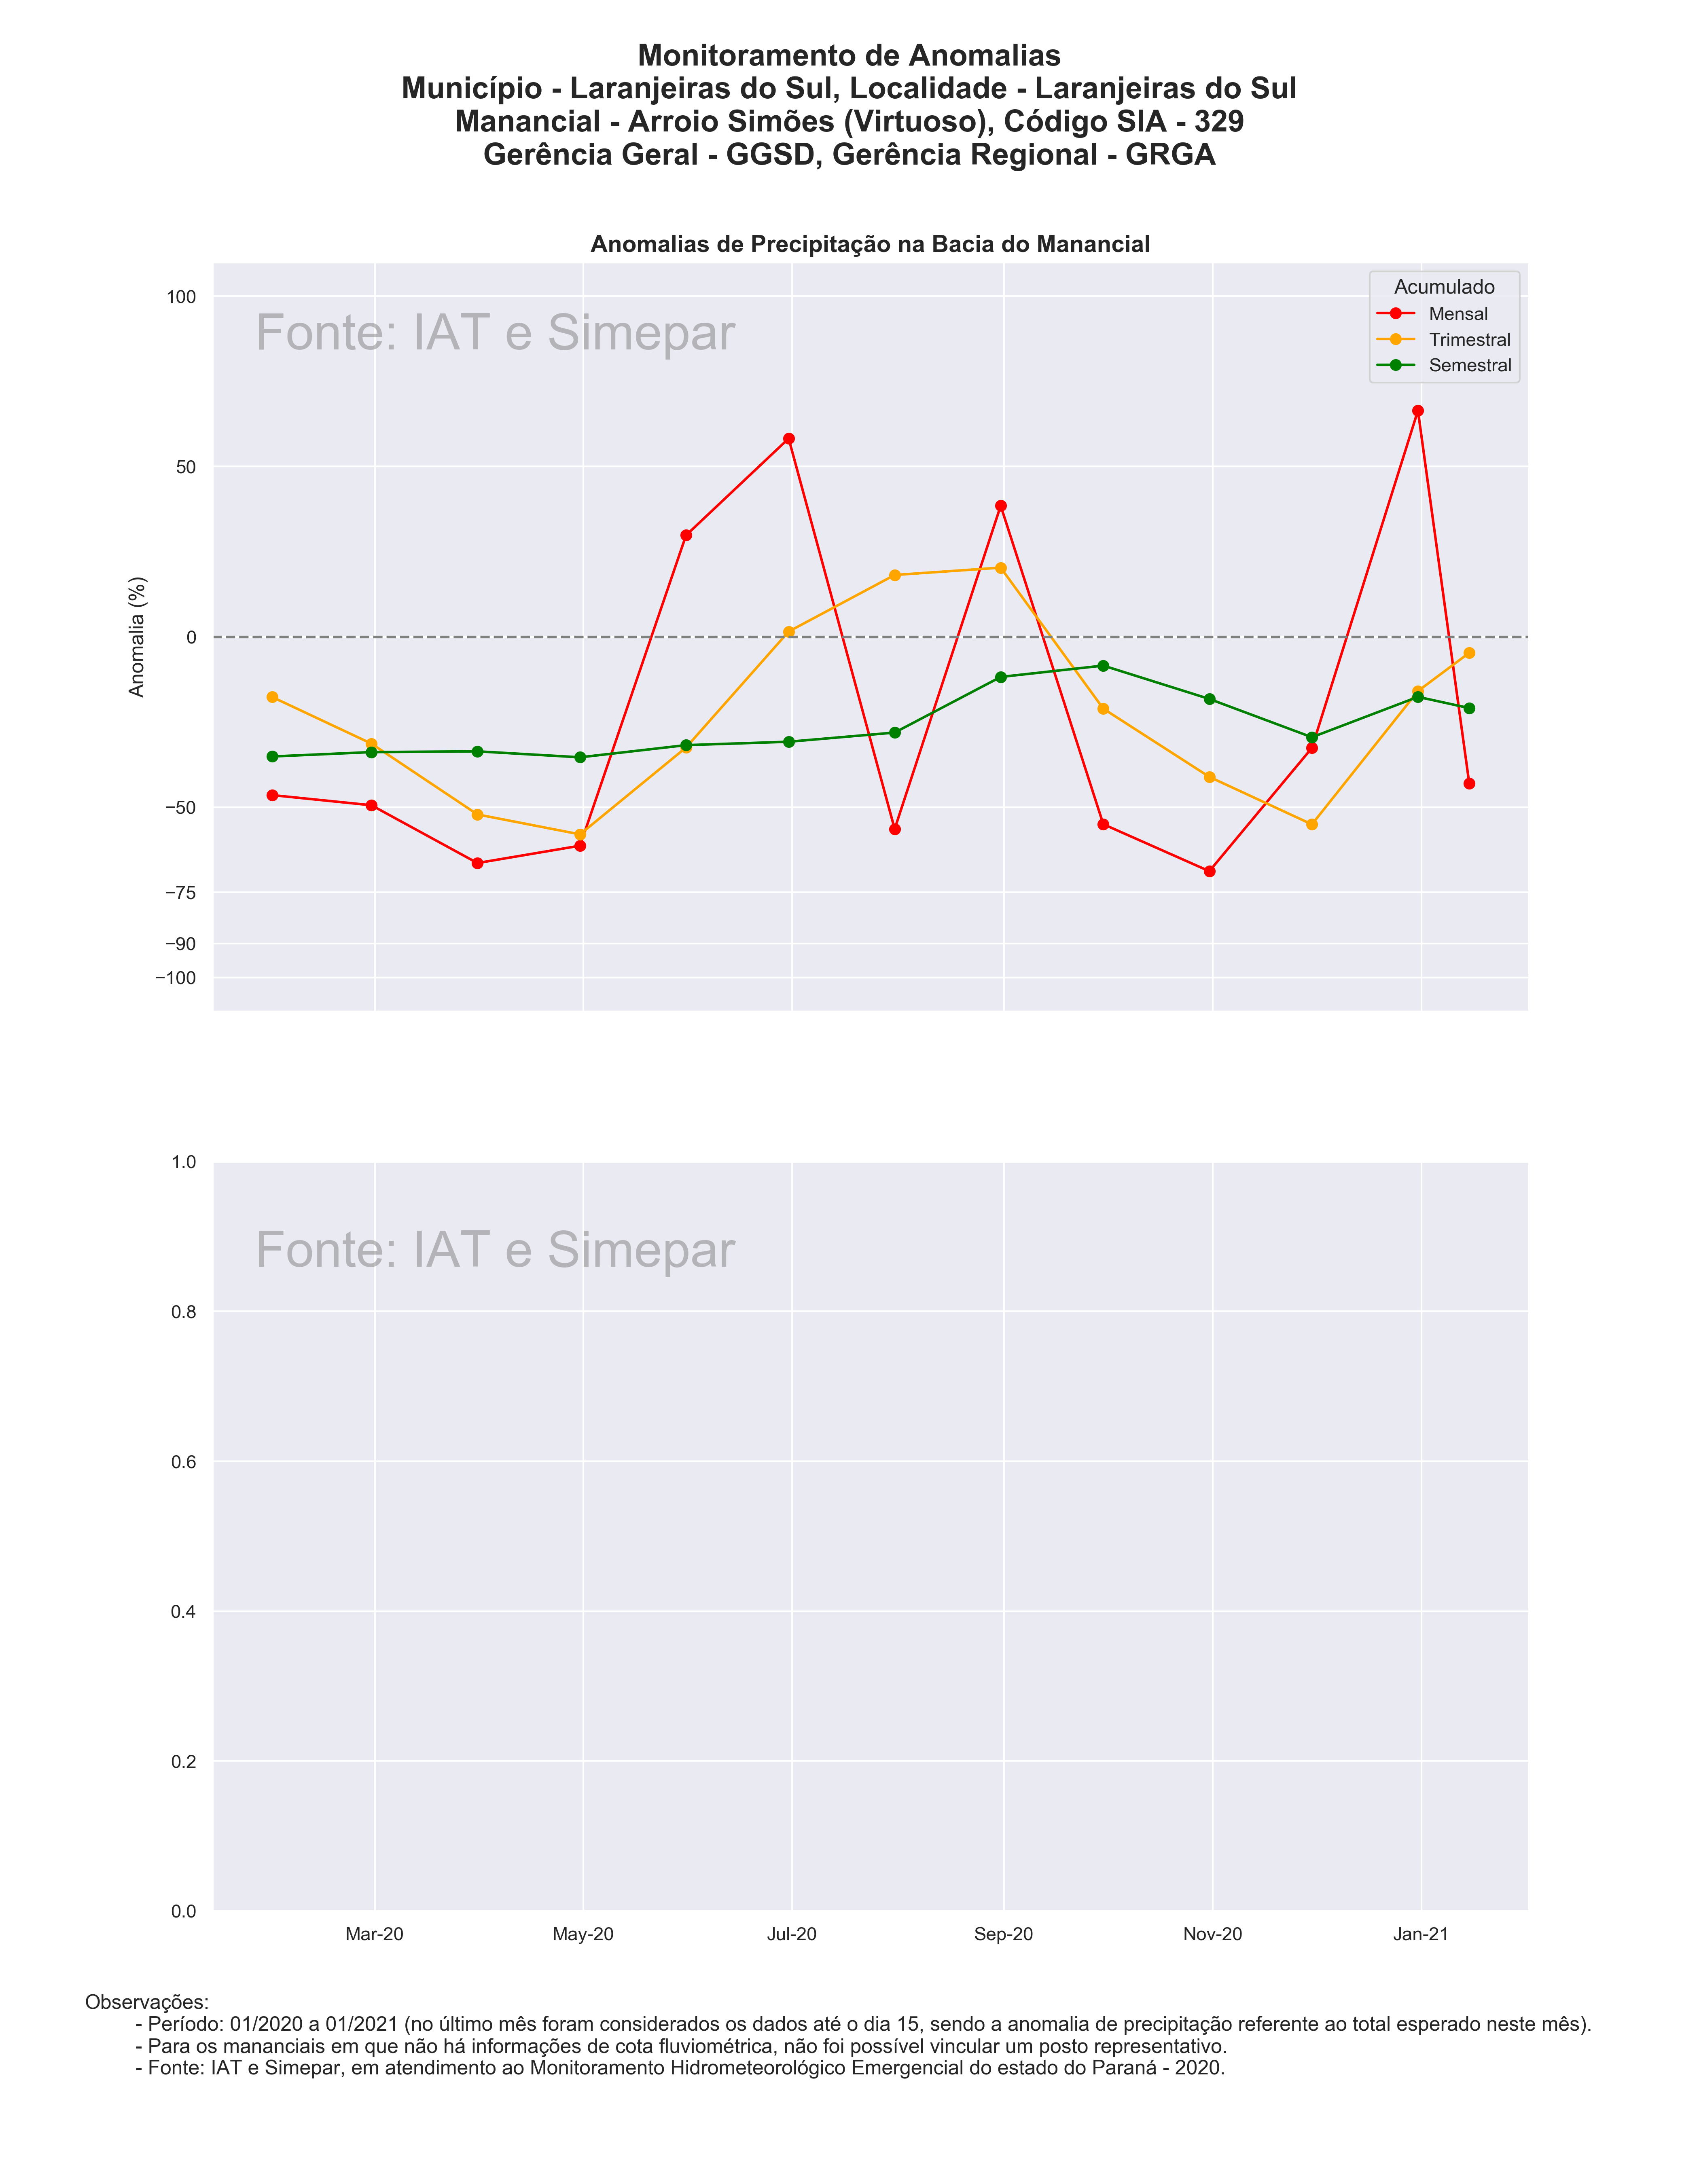 Monitoramento de Anomalias
Município - Laranjeiras do Sul, Localidade - Laranjeiras do Sul
Manancial - Arroio Simões (Virtuoso), Código SIA - 329
Gerência Geral - GGSD, Gerência Regional - GRGA
Anomalias de Precipitação na Bacia do Manancial
Fonte: IAT e Simepar
Acumulado
Mensal
Trimestral
Semestral
Anomalia (%)
100
50
0
−50
−75
−90
−100
Fonte: IAT e Simepar
1.0
0.8
0.6
0.4
0.2
0.0
Mar-20 May-20 Jul-20 Sep-20 Nov-20 Jan-21
Observações:
- Período: 01/2020 a 01/2021 (no último mês foram considerados os dados até o dia 15, sendo a anomalia de precipitação referente ao total esperado neste mês).
- Para os mananciais em que não há informações de cota fluviométrica, não foi possível vincular um posto representativo.
- Fonte: IAT e Simepar, em atendimento ao Monitoramento Hidrometeorológico Emergencial do estado do Paraná - 2020.